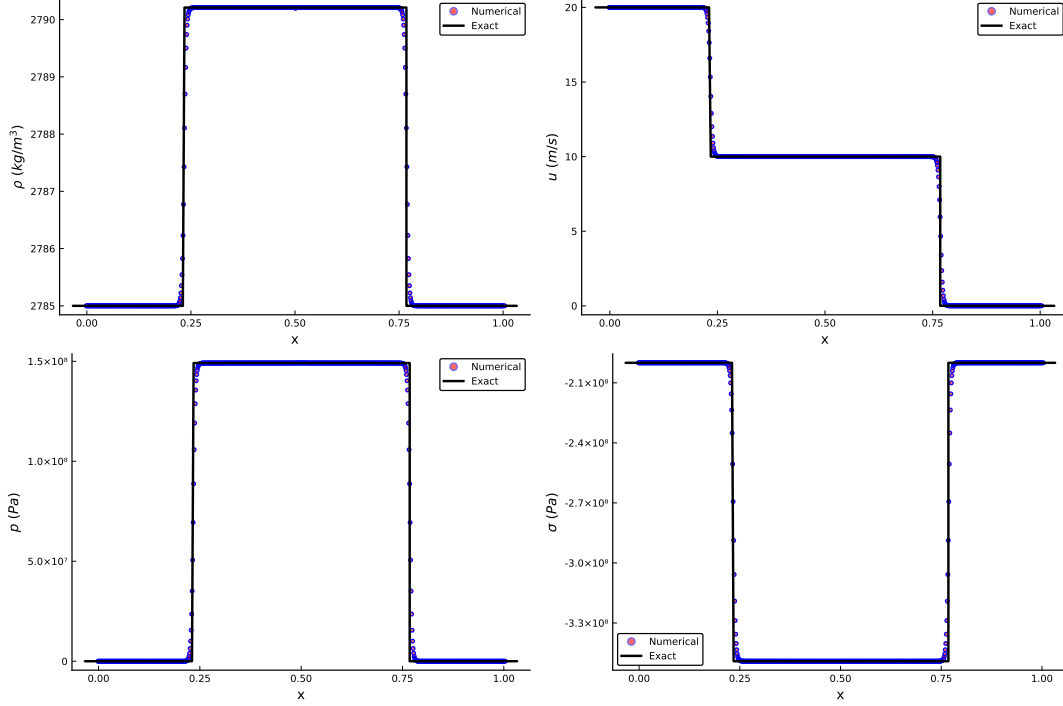 2790
2789
2788
2787
2786
2785
ρ (kg/m³)
0.00
0.25
0.50
0.75
1.00
x
Numerical
Exact
20
15
10
5
0
u (m/s)
0.00
0.25
0.50
0.75
1.00
x
Numerical
Exact
1.5×10⁸
1.0×10⁸
5.0×10⁷
0
p (Pa)
0.00
0.25
0.50
0.75
1.00
x
Numerical
Exact
-2.1×10⁸
-2.4×10⁸
-2.7×10⁸
-3.0×10⁸
-3.3×10⁸
σ (Pa)
0.00
0.25
0.50
0.75
1.00
x
Numerical
Exact